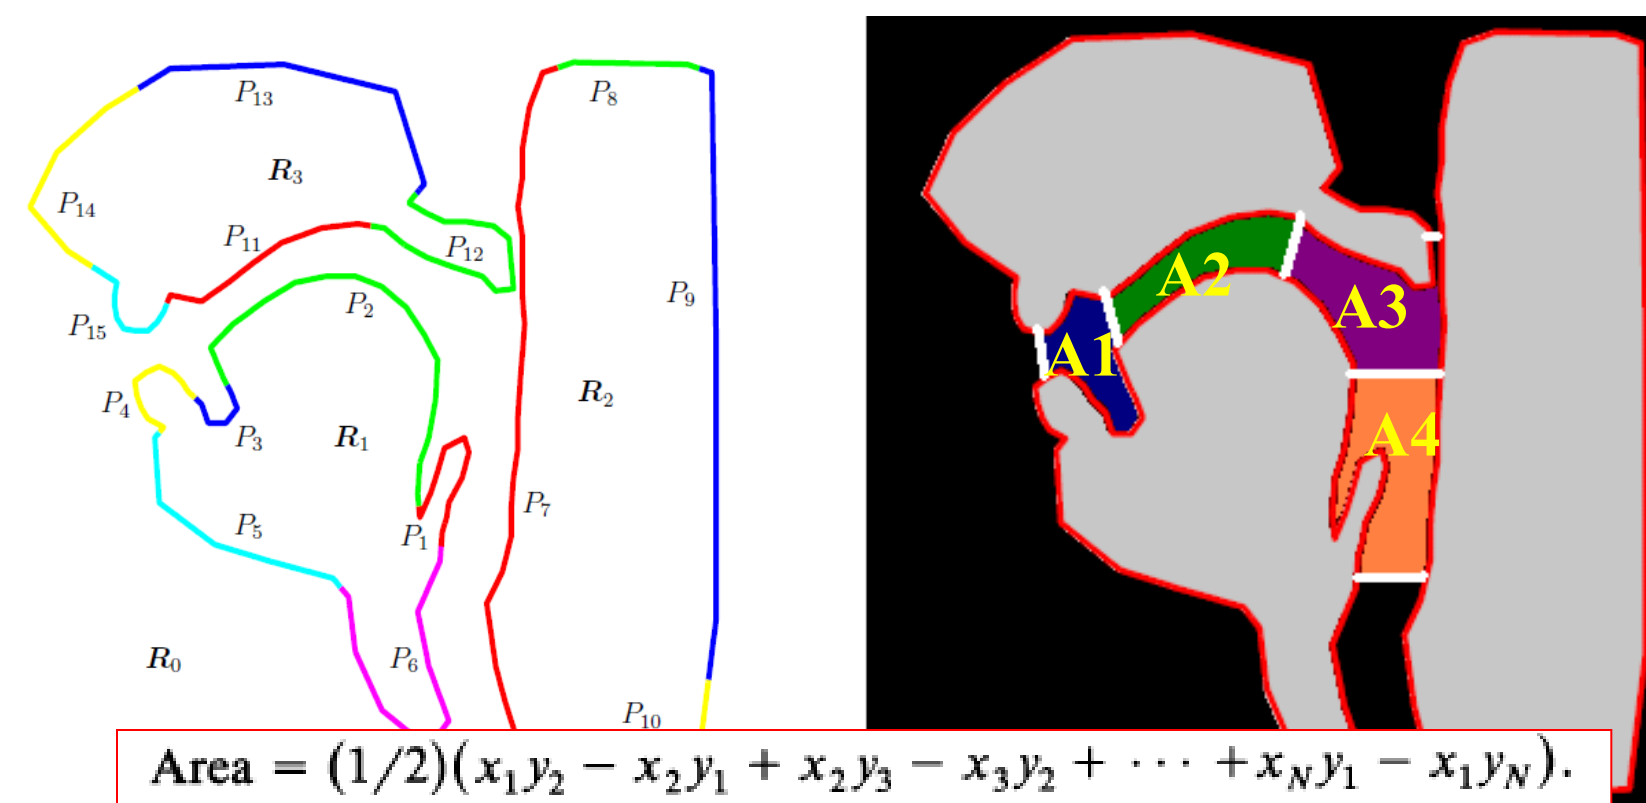 P8
P13
R3
P14
P11
P12
A2
P15
P2
P9
A3
A1
P4
R2
P3
R1
A4
P7
P5
P1
R0
P6
P10
Area = (1/2)(x1y2 − x2y1 + x2y3 − x3y2 + ··· +xNy1 − x1yN).